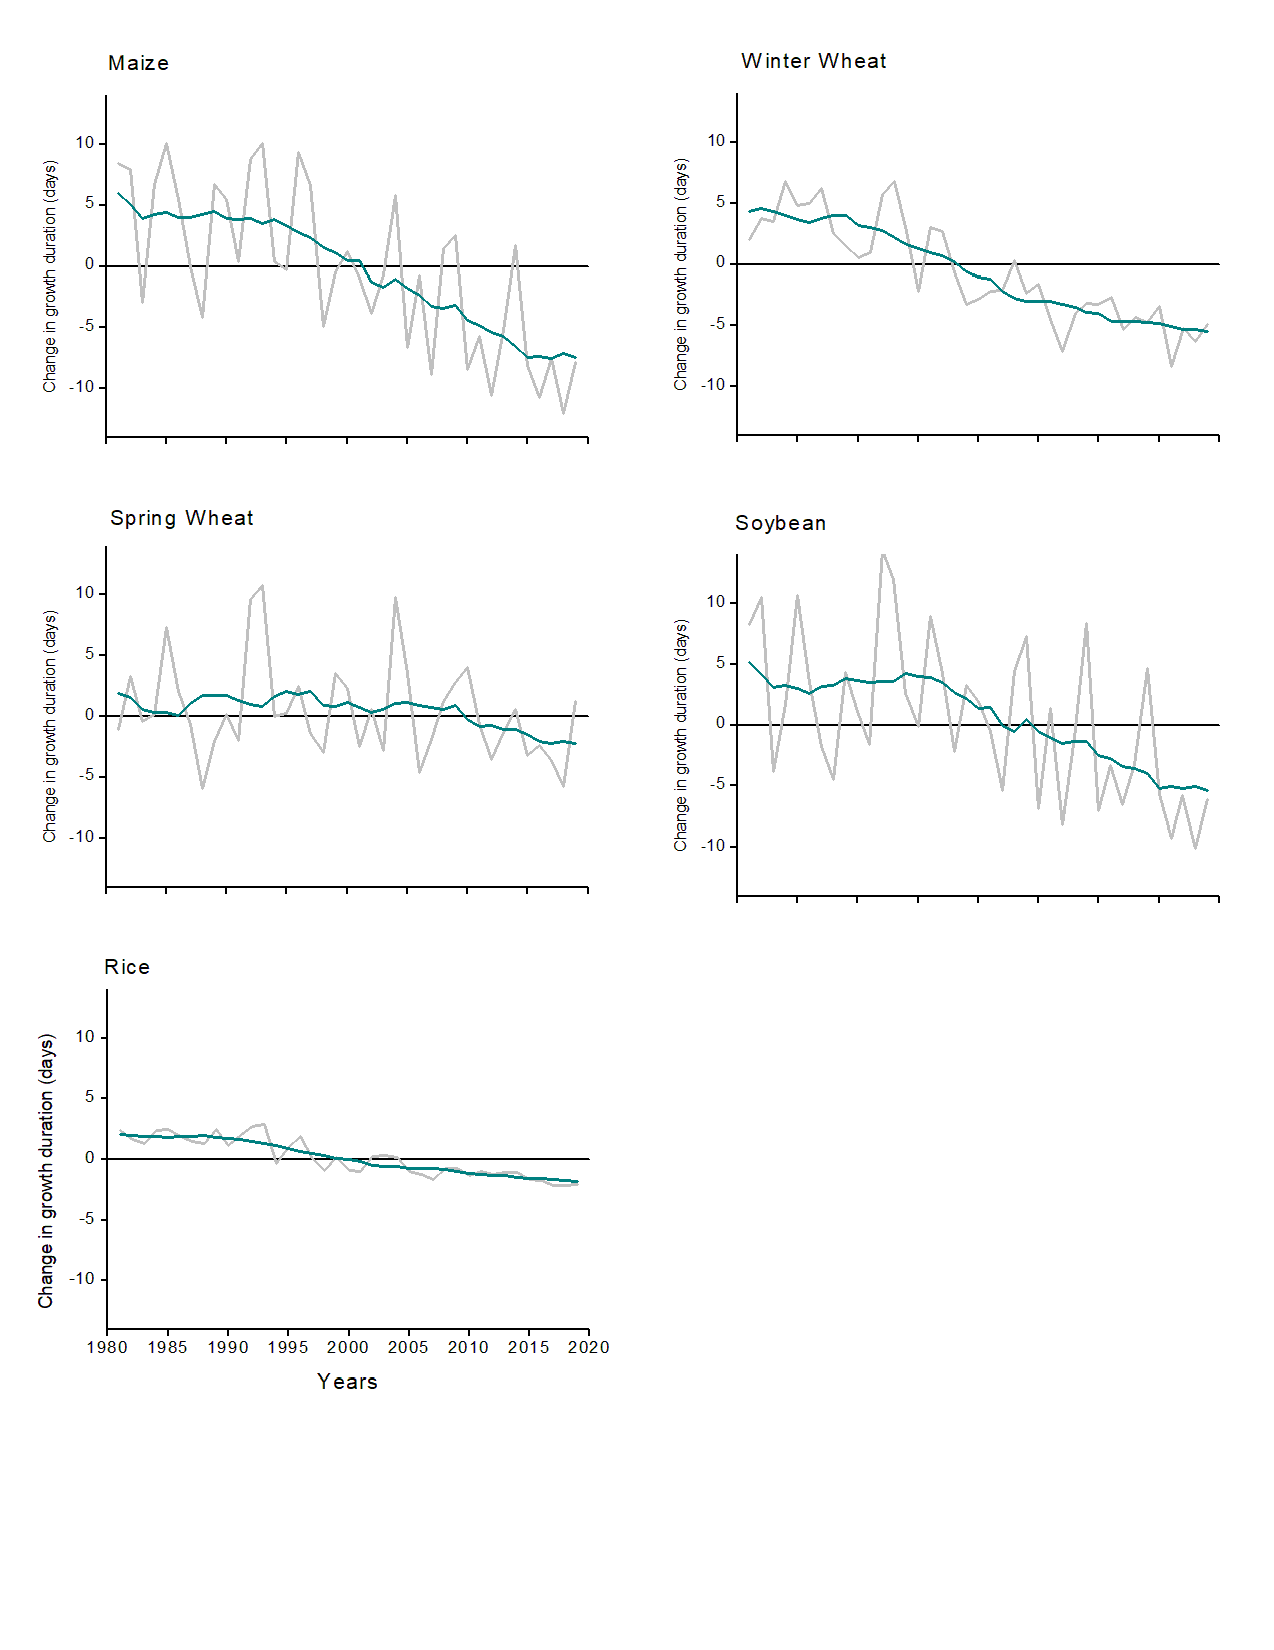 Maize
Change in growth duration (days)
10
5
0
-5
-10
Winter Wheat
Change in growth duration (days)
10
5
0
-5
-10
Spring Wheat
Change in growth duration (days)
10
5
0
-5
-10
Soybean
Change in growth duration (days)
10
5
0
-5
-10
Rice
Change in growth duration (days)
10
5
0
-5
-10
1980 1985 1990 1995 2000 2005 2010 2015 2020
Years